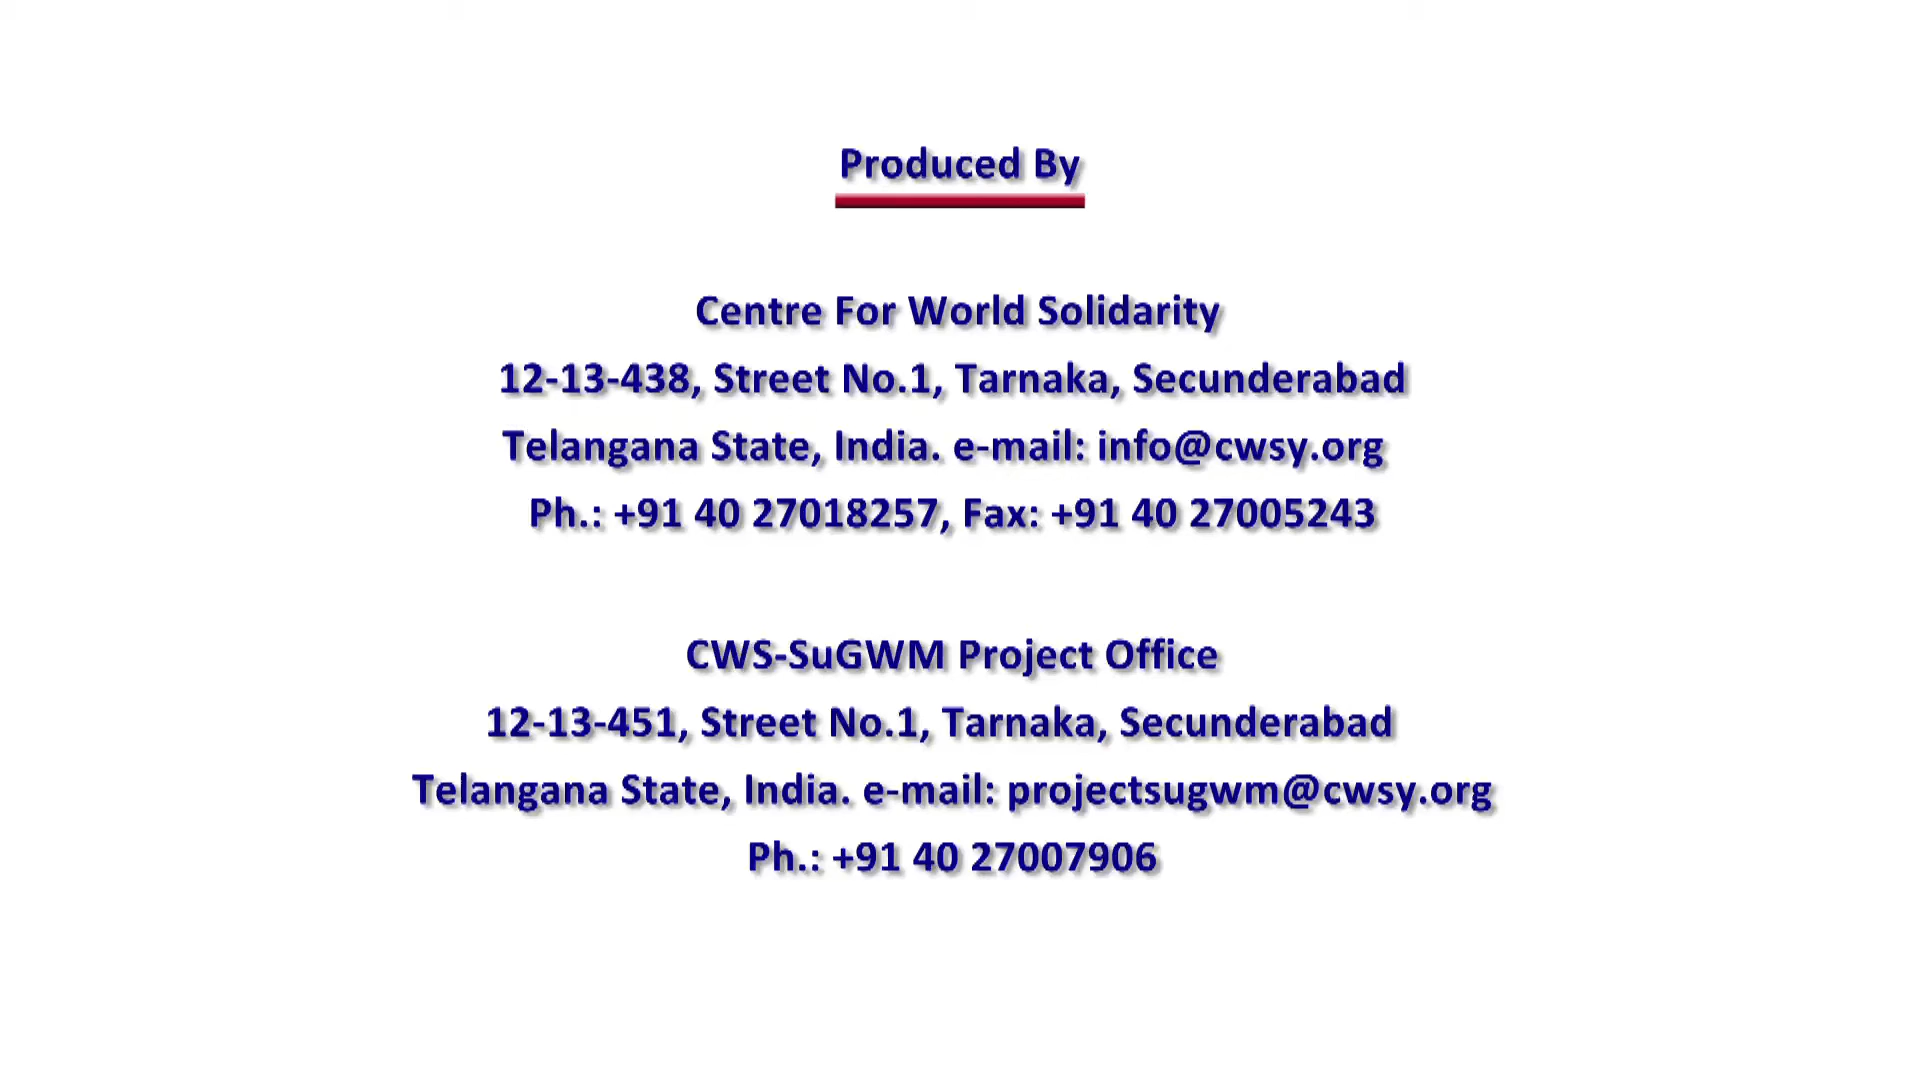 Produced By
Centre For World Solidarity
12-13-438, Street No.1, Tarnaka, Secunderabad
Telangana State, India. e-mail: info@cwsy.org
Ph.: +91 40 27018257, Fax: +91 40 27005243
CWS-SuGWM Project Office
12-13-451, Street No.1, Tarnaka, Secunderabad
Telangana State, India. e-mail: projectsugwm@cwsy.org
Ph.: +91 40 27007906